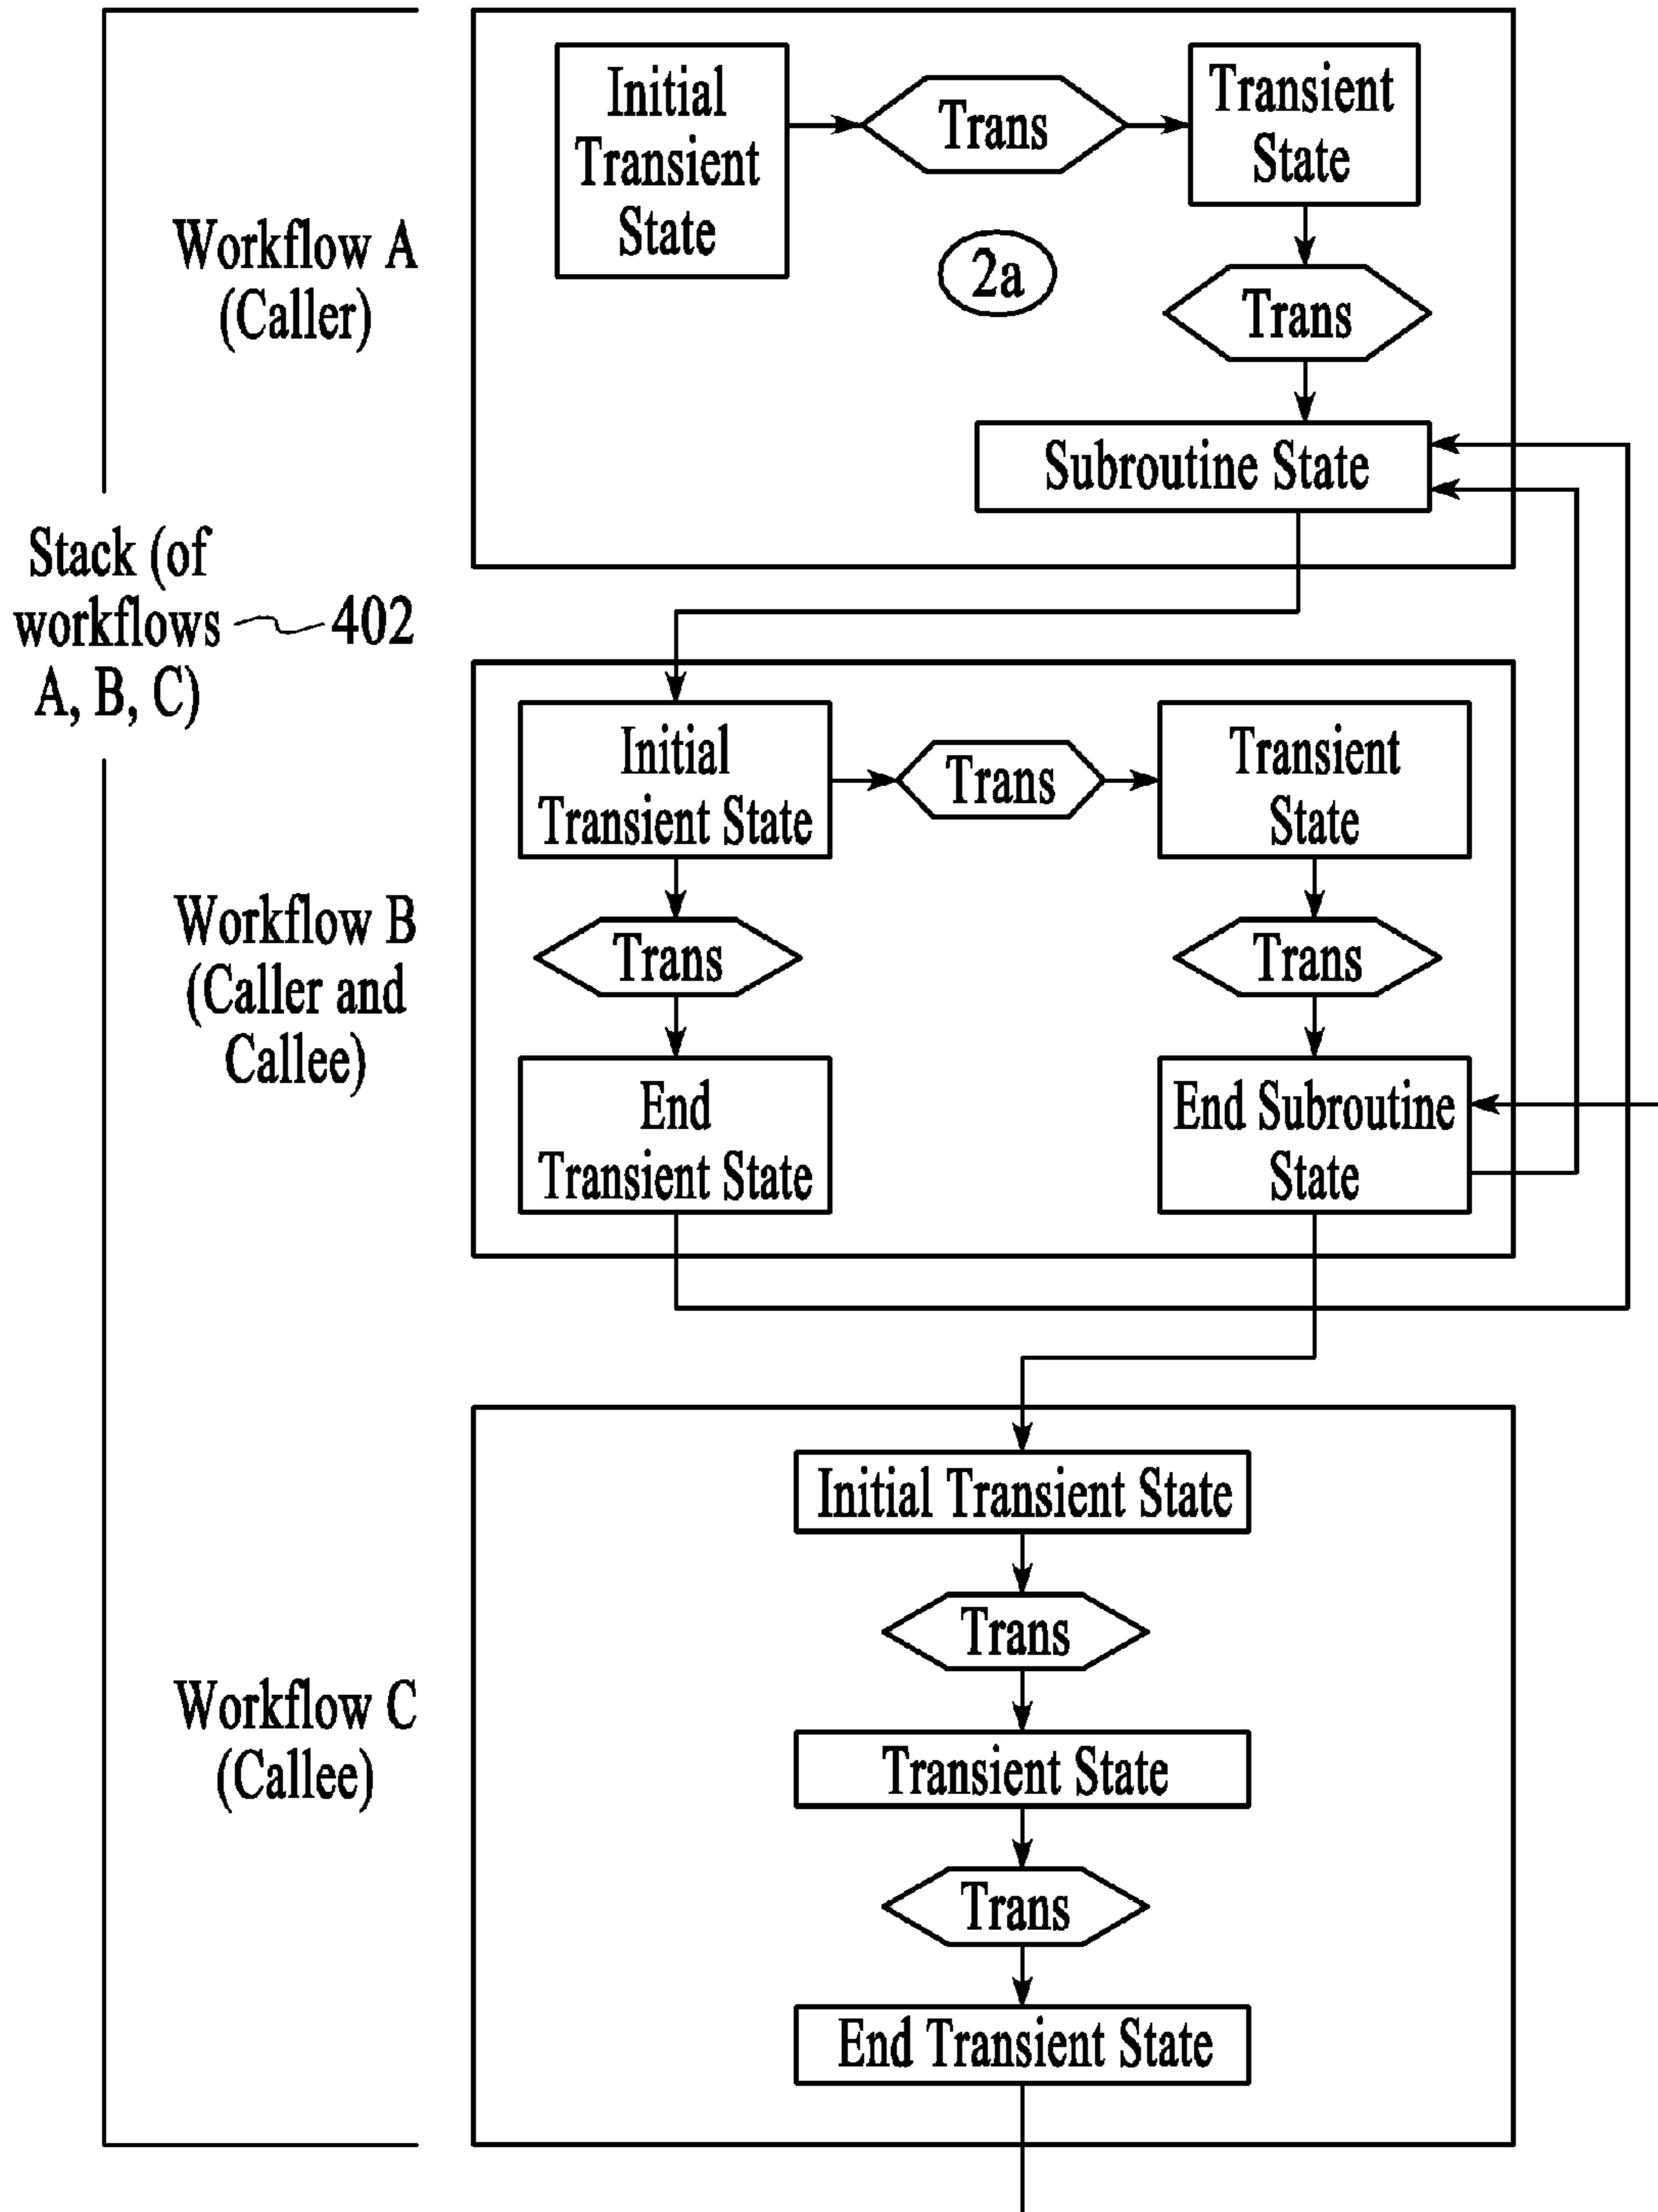 Initial
Transient
State
Trans
Transient
State
Workflow A
(Caller)
2a
Trans
Subroutine State
Stack (of
workflows
A, B, C)
402
Initial
Transient State
Trans
Transient
State
Workflow B
(Caller and
Callee)
Trans
Trans
End
Transient State
End Subroutine
State
Initial Transient State
Trans
Workflow C
(Callee)
Transient State
Trans
End Transient State